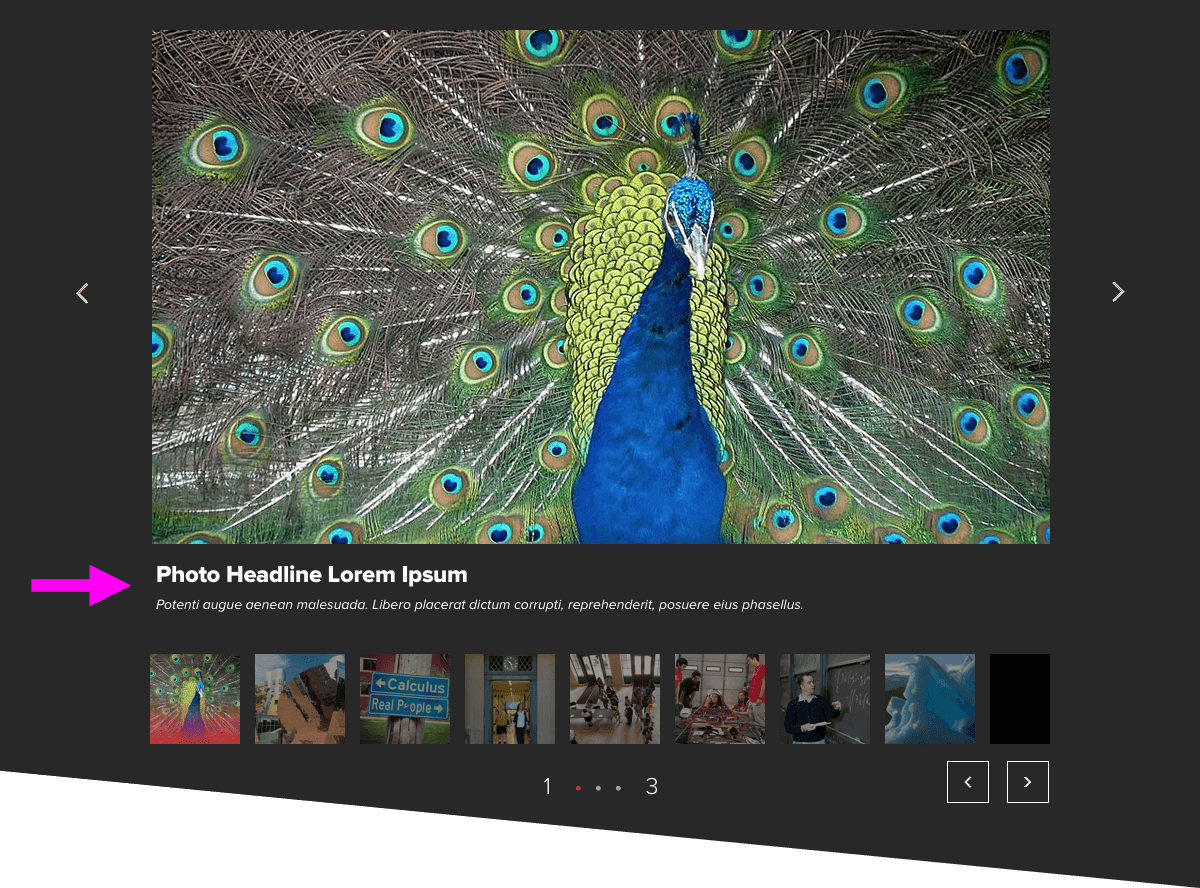 Photo Headline Lorem Ipsum
Potenti augue aenean malesuada. Libero placerat dictum corrupti, reprehenderit, posuere eius phasellus.
←Calculus
Real People→
1 3